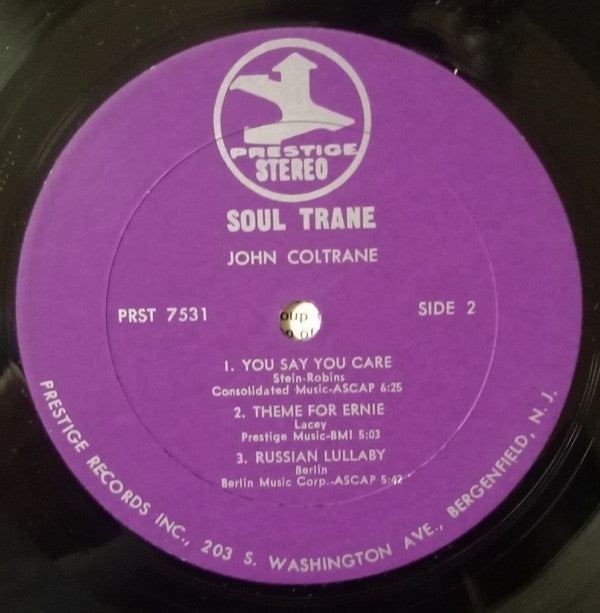 PRESTIGE
STEREO
SOUL TRANE
JOHN COLTRANE
PRST 7531
SIDE 2
oup
of
1. YOU SAY YOU CARE
Stein-Robins
Consolidated Music-ASCAP 6:25
2. THEME FOR ERNIE
Lacey
Prestige Music-BMI 5:03
3. RUSSIAN LULLABY
Berlin
Berlin Music Corp.-ASCAP 5:42
PRESTIGE RECORDS INC., 203 S. WASHINGTON AVE., BERGENFIELD, N. J.